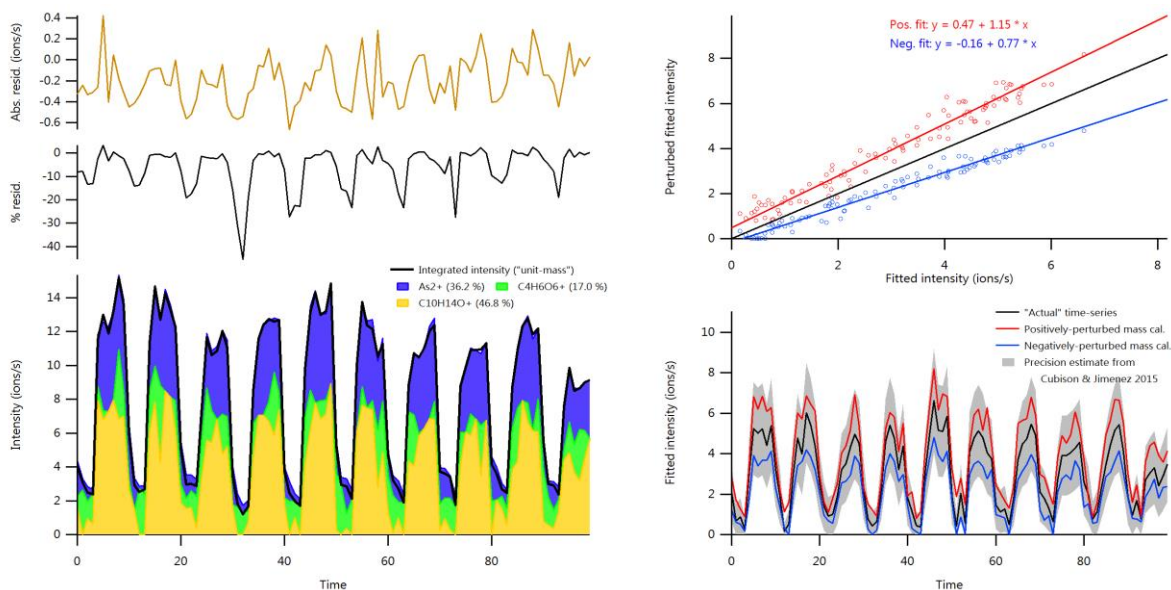 0.4
0.2
0.0
-0.2
-0.4
-0.6
Abs. resid. (ions/s)
0
-10
-20
-30
-40
% resid.
Integrated intensity ("unit-mass")
As2+ (36.2 %)
C4H6O6+ (17.0 %)
C10H14O+ (46.8 %)
14
12
10
8
6
4
2
0
Intensity (ions/s)
0
20
40
60
80
Time
Pos. fit: y = 0.47 + 1.15 * x
Neg. fit: y = -0.16 + 0.77 * x
8
6
4
2
0
Perturbed fitted intensity
0
2
4
6
8
Fitted intensity (ions/s)
"Actual" time-series
Positively-perturbed mass cal.
Negatively-perturbed mass cal.
Precision estimate from
Cubison & Jimenez 2015
10
8
6
4
2
0
Fitted intensity (ions/s)
0
20
40
60
80
Time